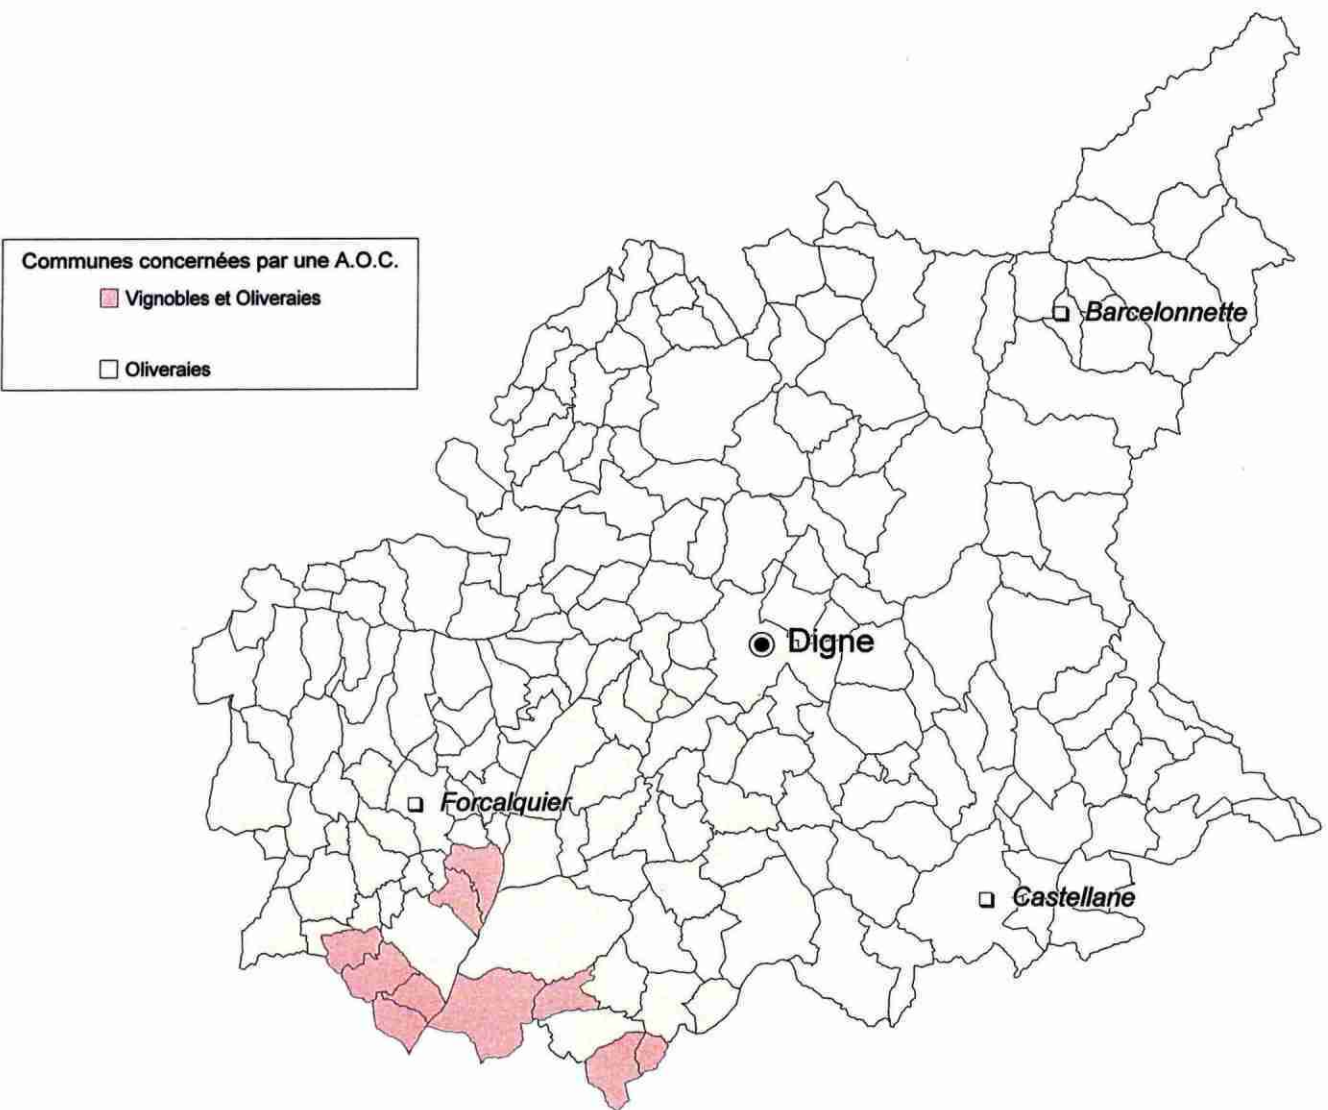 Communes concernées par une A.O.C.
Vignobles et Oliveraies
Oliveraies
Barcelonnette
Digne
Forcalquier
Castellane